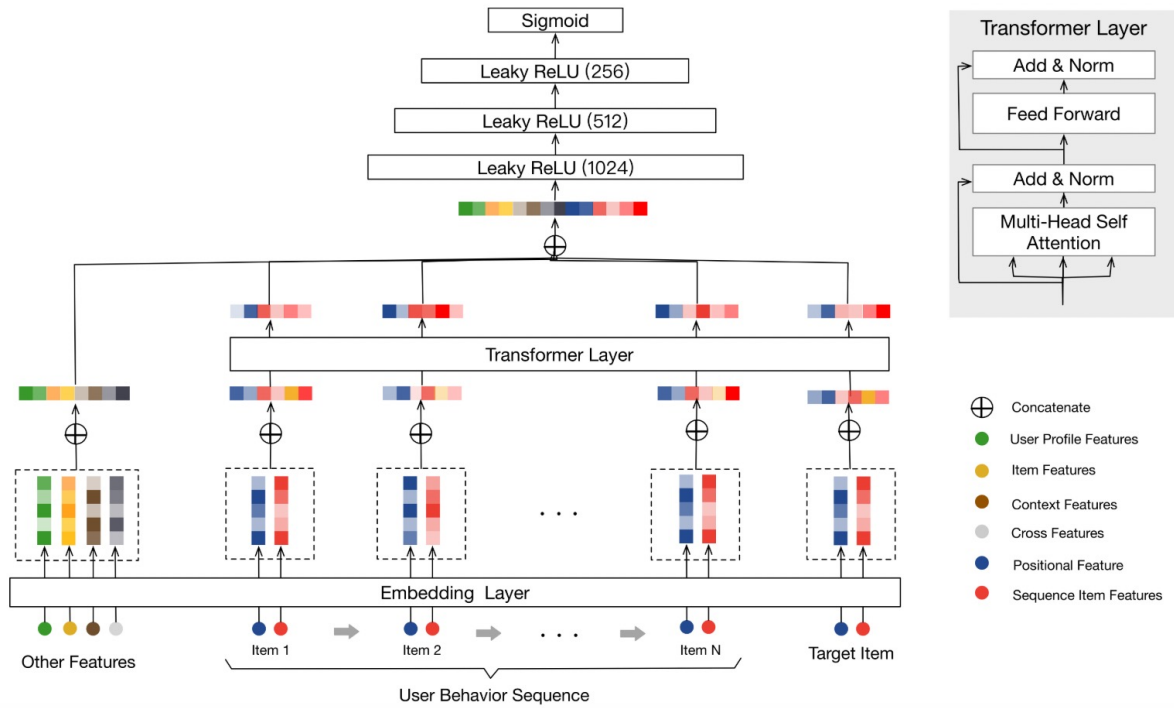 Sigmoid
Leaky ReLU (256)
Leaky ReLU (512)
Leaky ReLU (1024)
Transformer Layer
Embedding Layer
Other Features
Item 1
Item 2
. . .
Item N
Target Item
User Behavior Sequence
Transformer Layer
Add & Norm
Feed Forward
Add & Norm
Multi-Head Self
Attention
Concatenate
User Profile Features
Item Features
Context Features
Cross Features
Positional Feature
Sequence Item Features